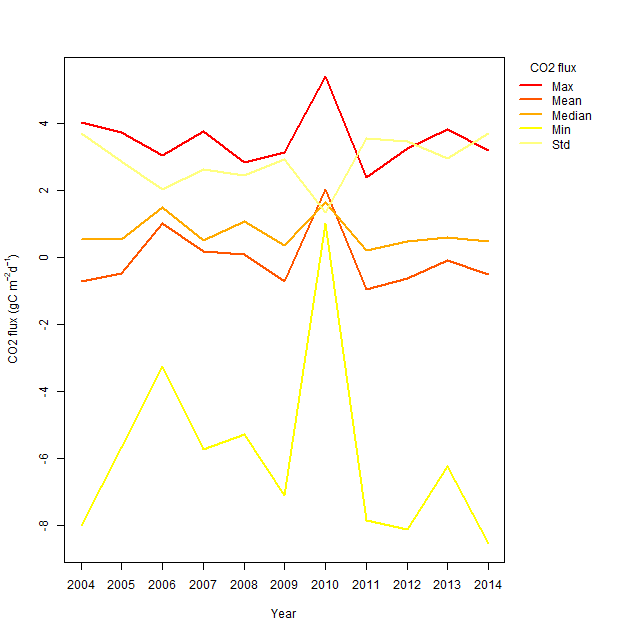 CO2 flux
Max
Mean
Median
Min
Std
4
2
0
-2
-4
-6
-8
CO2 flux (gC m⁻²d⁻¹)
2004 2005 2006 2007 2008 2009 2010 2011 2012 2013 2014
Year